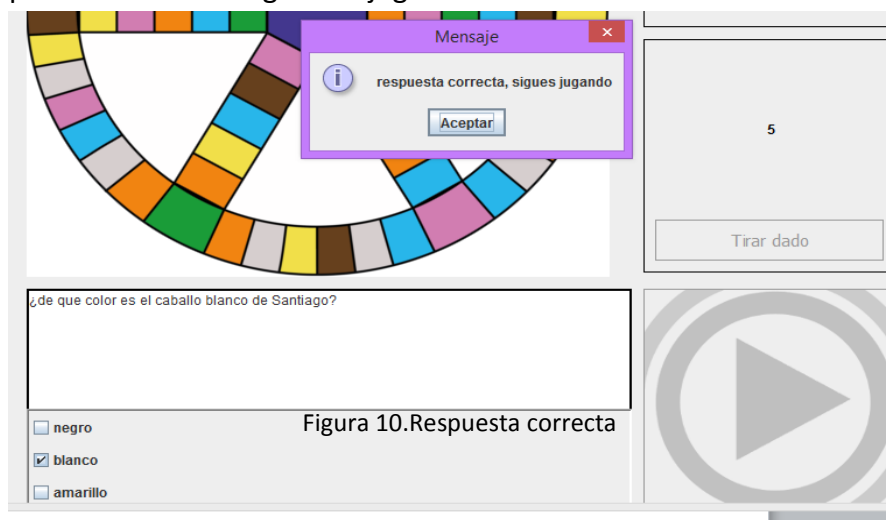 Mensaje
respuesta correcta, sigues jugando
Aceptar
5
Tirar dado
¿de que color es el caballo blanco de Santiago?
Figura 10.Respuesta correcta
negro
blanco
amarillo